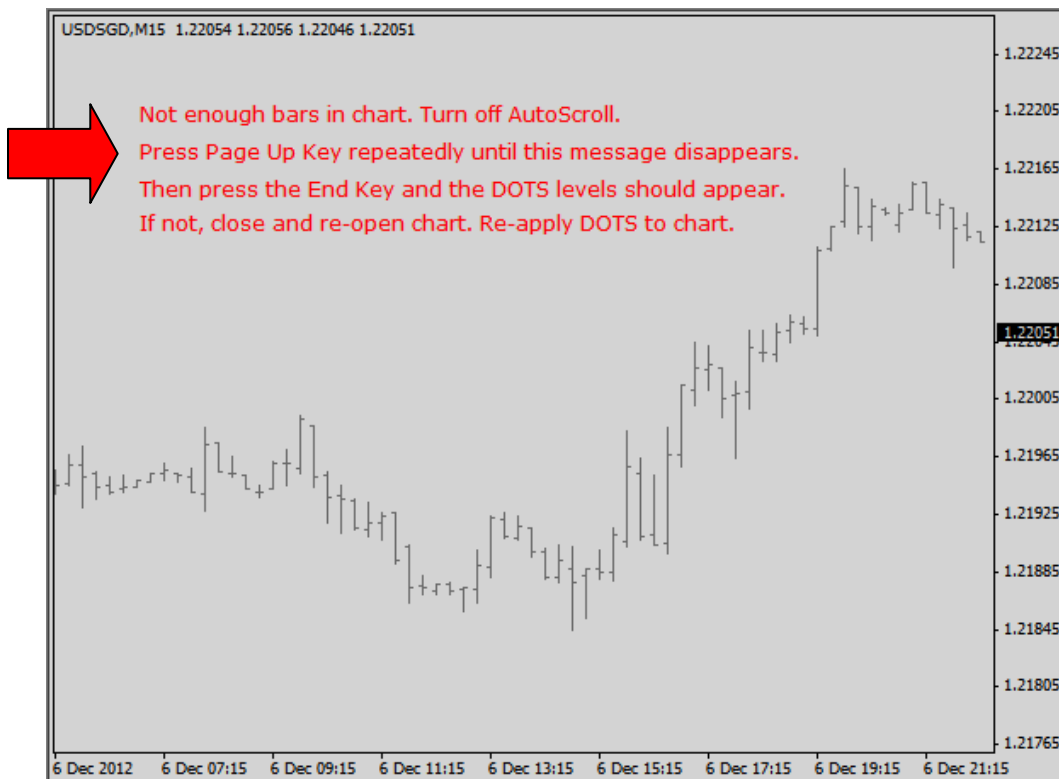 USDSGD,M15 1.22054 1.22056 1.22046 1.22051
1.22245
Not enough bars in chart. Turn off AutoScroll.
1.22205
Press Page Up Key repeatedly until this message disappears.
1.22165
Then press the End Key and the DOTS levels should appear.
If not, close and re-open chart. Re-apply DOTS to chart.
1.22125
1.22085
1.22051
1.22045
1.22005
1.21965
1.21925
1.21885
1.21845
1.21805
1.21765
6 Dec 2012 6 Dec 07:15 6 Dec 09:15 6 Dec 11:15 6 Dec 13:15 6 Dec 15:15 6 Dec 17:15 6 Dec 19:15 6 Dec 21:15